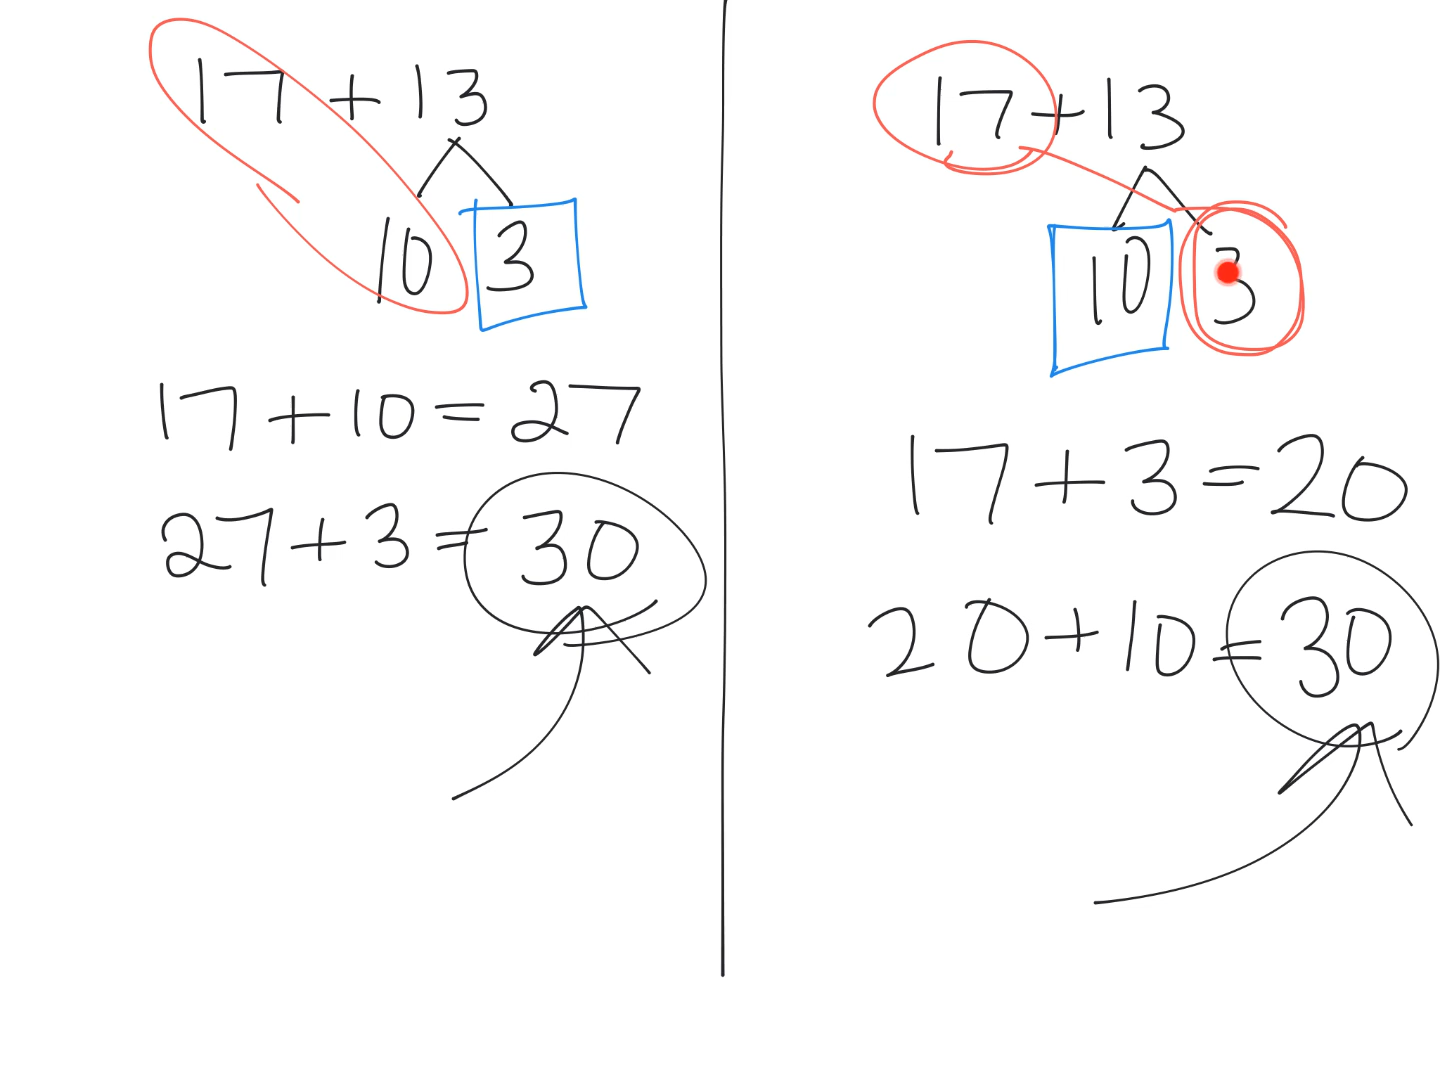 17 + 13
10 3
17 + 10 = 27
27 + 3 = 30
17 + 13
10 3
17 + 3 = 20
20 + 10 = 30